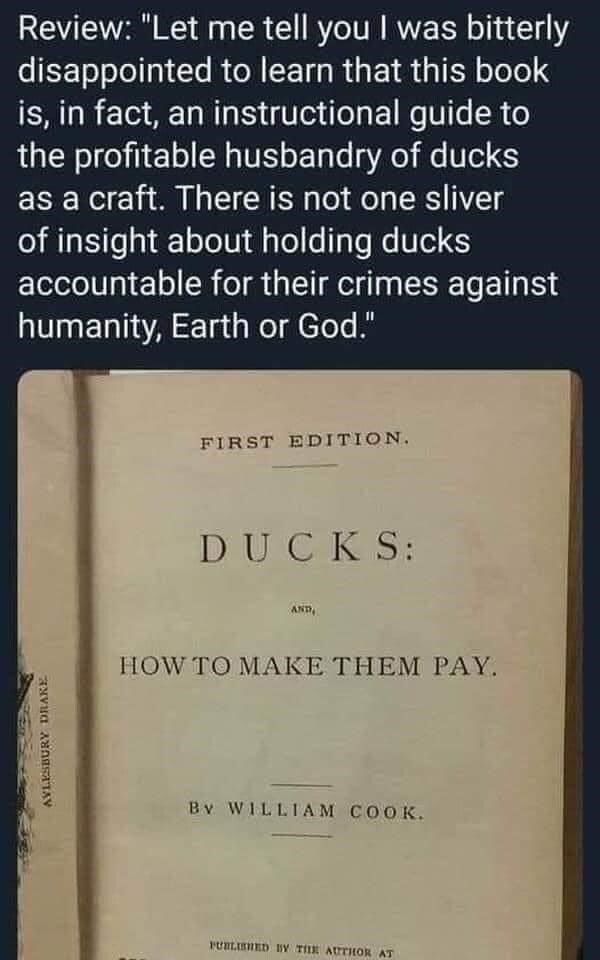 Review: "Let me tell you I was bitterly
disappointed to learn that this book
is, in fact, an instructional guide to
the profitable husbandry of ducks
as a craft. There is not one sliver
of insight about holding ducks
accountable for their crimes against
humanity, Earth or God."
FIRST EDITION.
DUCKS:
AND,
HOW TO MAKE THEM PAY.
BY WILLIAM COOK.
PUBLISHED BY THE AUTHOR AT
AYLESBURY DRAKE